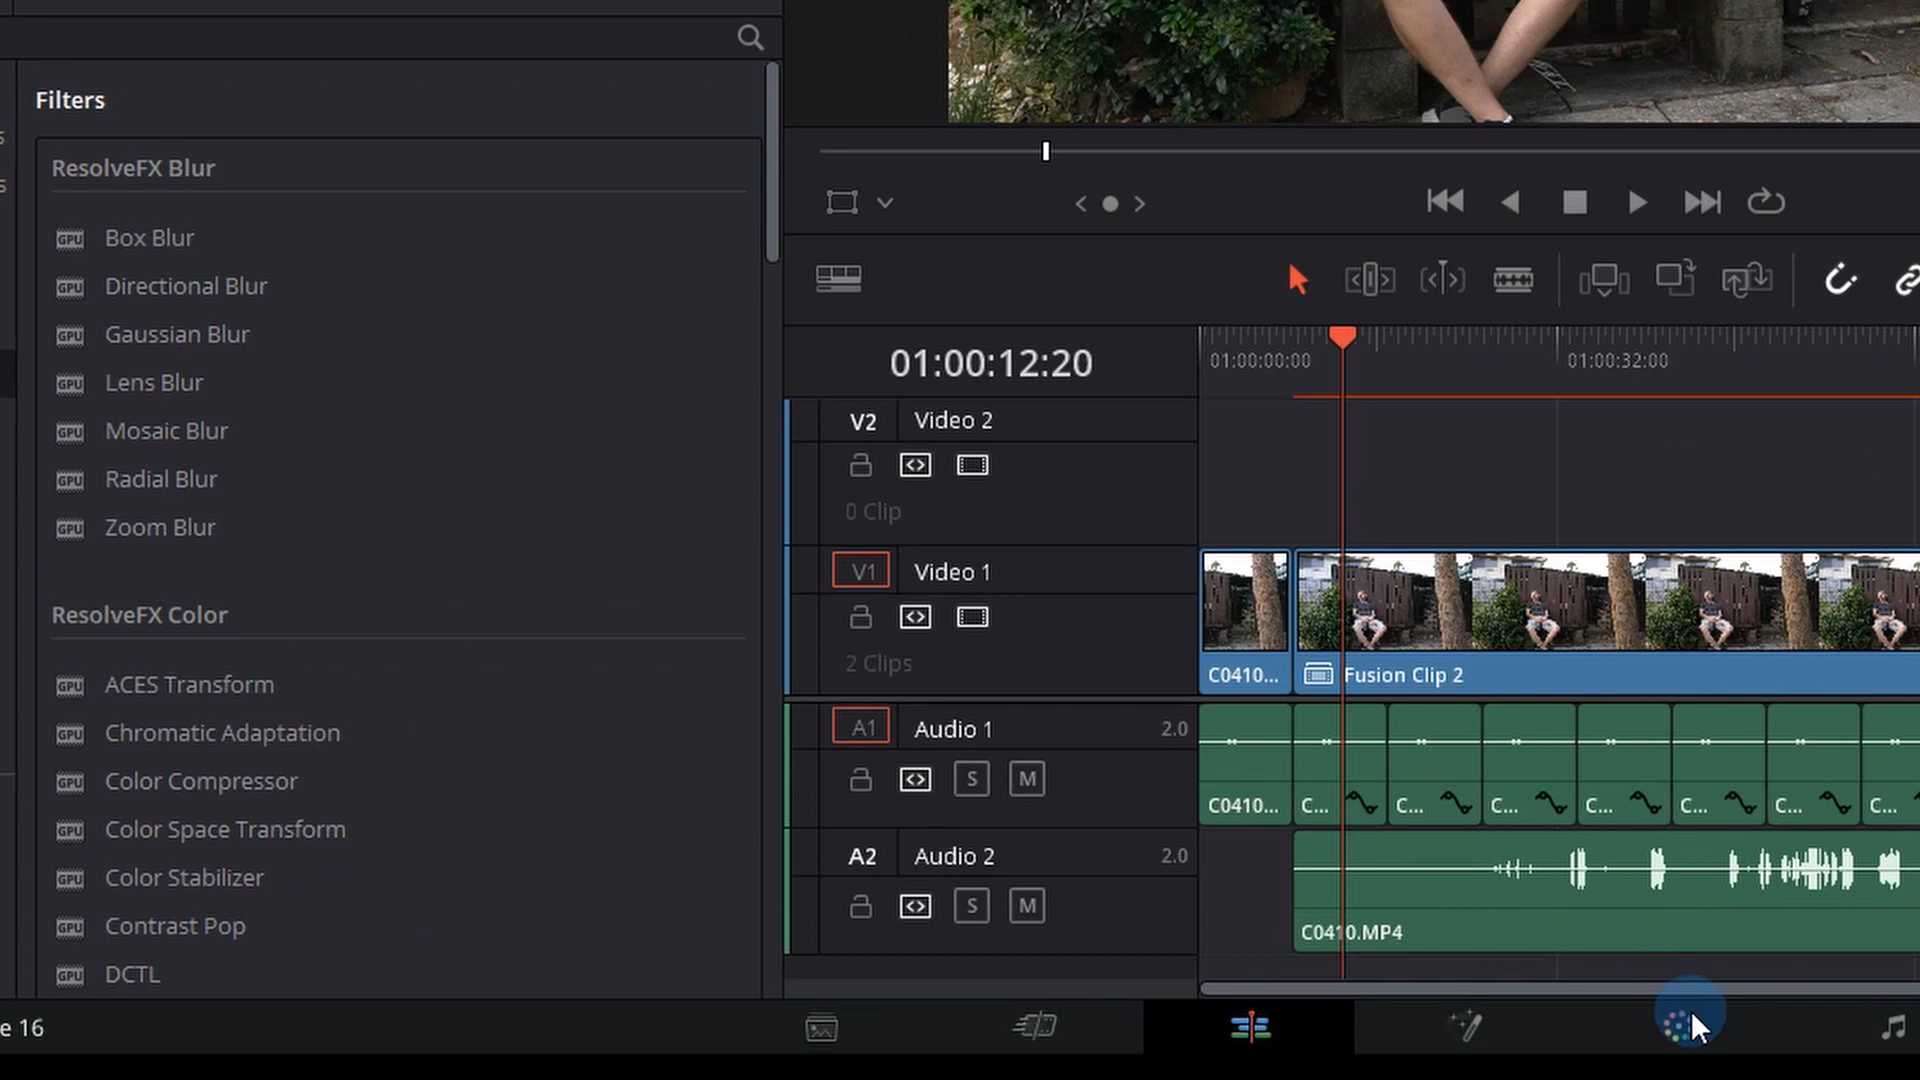 Filters
ResolveFX Blur
GPU Box Blur
GPU Directional Blur
GPU Gaussian Blur
GPU Lens Blur
GPU Mosaic Blur
GPU Radial Blur
GPU Zoom Blur
ResolveFX Color
GPU ACES Transform
GPU Chromatic Adaptation
GPU Color Compressor
GPU Color Space Transform
GPU Color Stabilizer
GPU Contrast Pop
GPU DCTL
01:00:12:20
01:00:00:00
01:00:32:00
V2 Video 2
0 Clip
V1 Video 1
2 Clips
C0410...
Fusion Clip 2
A1 Audio 1 2.0
S M
C0410... C... C... C... C... C... C... C...
A2 Audio 2 2.0
S M
C0410.MP4
e 16